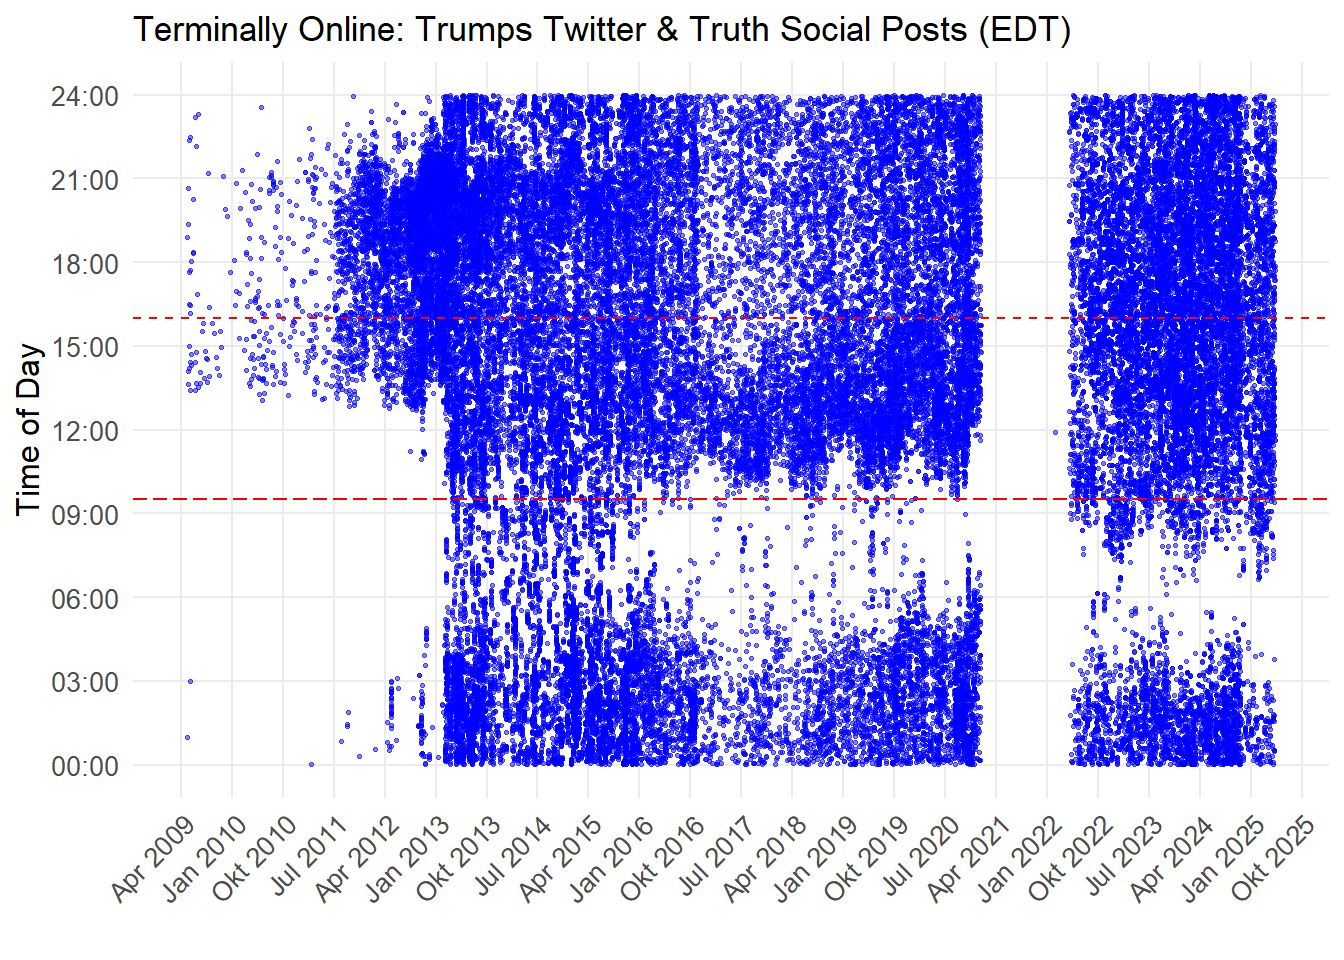 Terminally Online: Trumps Twitter & Truth Social Posts (EDT)
Time of Day
24:00
21:00
18:00
15:00
12:00
09:00
06:00
03:00
00:00
Apr 2009
Jan 2010
Okt 2010
Jul 2011
Apr 2012
Jan 2013
Okt 2013
Jul 2014
Apr 2015
Jan 2016
Okt 2016
Jul 2017
Apr 2018
Jan 2019
Okt 2019
Jul 2020
Apr 2021
Jan 2022
Okt 2022
Jul 2023
Apr 2024
Jan 2025
Okt 2025